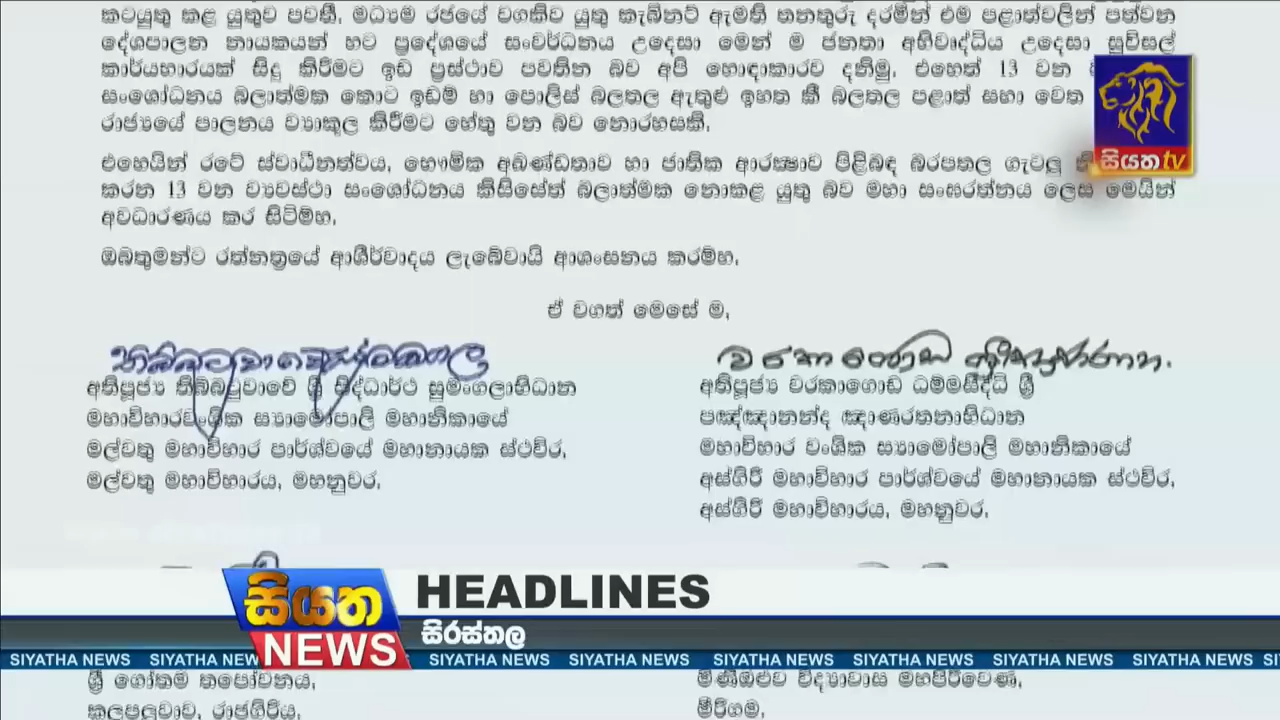 කටයුතු කළ යුතුව පවතී. මධ්‍යම රජයේ වගකිව යුතු කැබිනට් ඇමති තනතුරු දරමින් එම පළාත්වලින් පත්වන
දේශපාලන නායකයන් හට ප්‍රදේශයේ සංවර්ධනය උදෙසා මෙන් ම ජනතා අභිවෘද්ධිය උදෙසා සුවිසල්
කාර්යභාරයක් සිදු කිරීමට ඉඩ ප්‍රස්ථාව පවතින බව අපි හොඳාකාරව දනිමු. එහෙත් 13 වන
සංශෝධනය බලාත්මක කොට ඉඩම් හා පොලිස් බලතල ඇතුළු ඉහත කී බලතල පළාත් සභා වෙත
රාජ්‍යයේ පාලනය ව්‍යාකූල කිරීමට හේතු වන බව නොරහසකි.
එහෙයින් රටේ ස්වාධීනත්වය, භෞමික අඛණ්ඩතාව හා ජාතික ආරක්‍ෂාව පිළිබඳ බරපතල ගැටලු
කරන 13 වන ව්‍යවස්ථා සංශෝධනය කිසිසේත් බලාත්මක නොකළ යුතු බව මහා සංඝරත්නය ලෙස මෙයින්
අවධාරණය කර සිටිමහ.
ඔබතුමන්ට රත්නත්‍රයේ ආශීර්වාදය ලැබේවායි ආශංසනය කරම්හ.
ඒ වගත් මෙසේ ම,
අතිපූජ්‍ය තිබ්බටුවාවේ ශ්‍රී සිද්ධාර්ථ සුමංගලාභිධාන
මහාවිහාරවංශික ස්‍යාමෝපාලි මහානිකායේ
මල්වතු මහාවිහාර පාර්ශ්වයේ මහානායක ස්ථවිර,
මල්වතු මහාවිහාරය, මහනුවර.
අතිපූජ්‍ය වරකාගොඩ ධම්මසිද්ධි ශ්‍රී
පඤ්ඤානන්ද ඤාණරතනාභිධාන
මහාවිහාර වංශික ස්‍යාමෝපාලි මහානිකායේ
අස්ගිරි මහාවිහාර පාර්ශ්වයේ මහානායක ස්ථවිර,
අස්ගිරි මහාවිහාරය, මහනුවර.
සියත tv
සියත NEWS
HEADLINES
සිරස්තල
SIYATHA NEWS SIYATHA NEWS SIYATHA NEWS SIYATHA NEWS SIYATHA NEWS SIYATHA NEWS SIYATHA NEWS SIYATHA NEWS
ශ්‍රී ගෝතම තපෝවනය,
කලපලුවාව, රාජගිරිය.
මිණිඔළුව විද්‍යාවාස මහපිරිවෙණ,
මීරිගම.